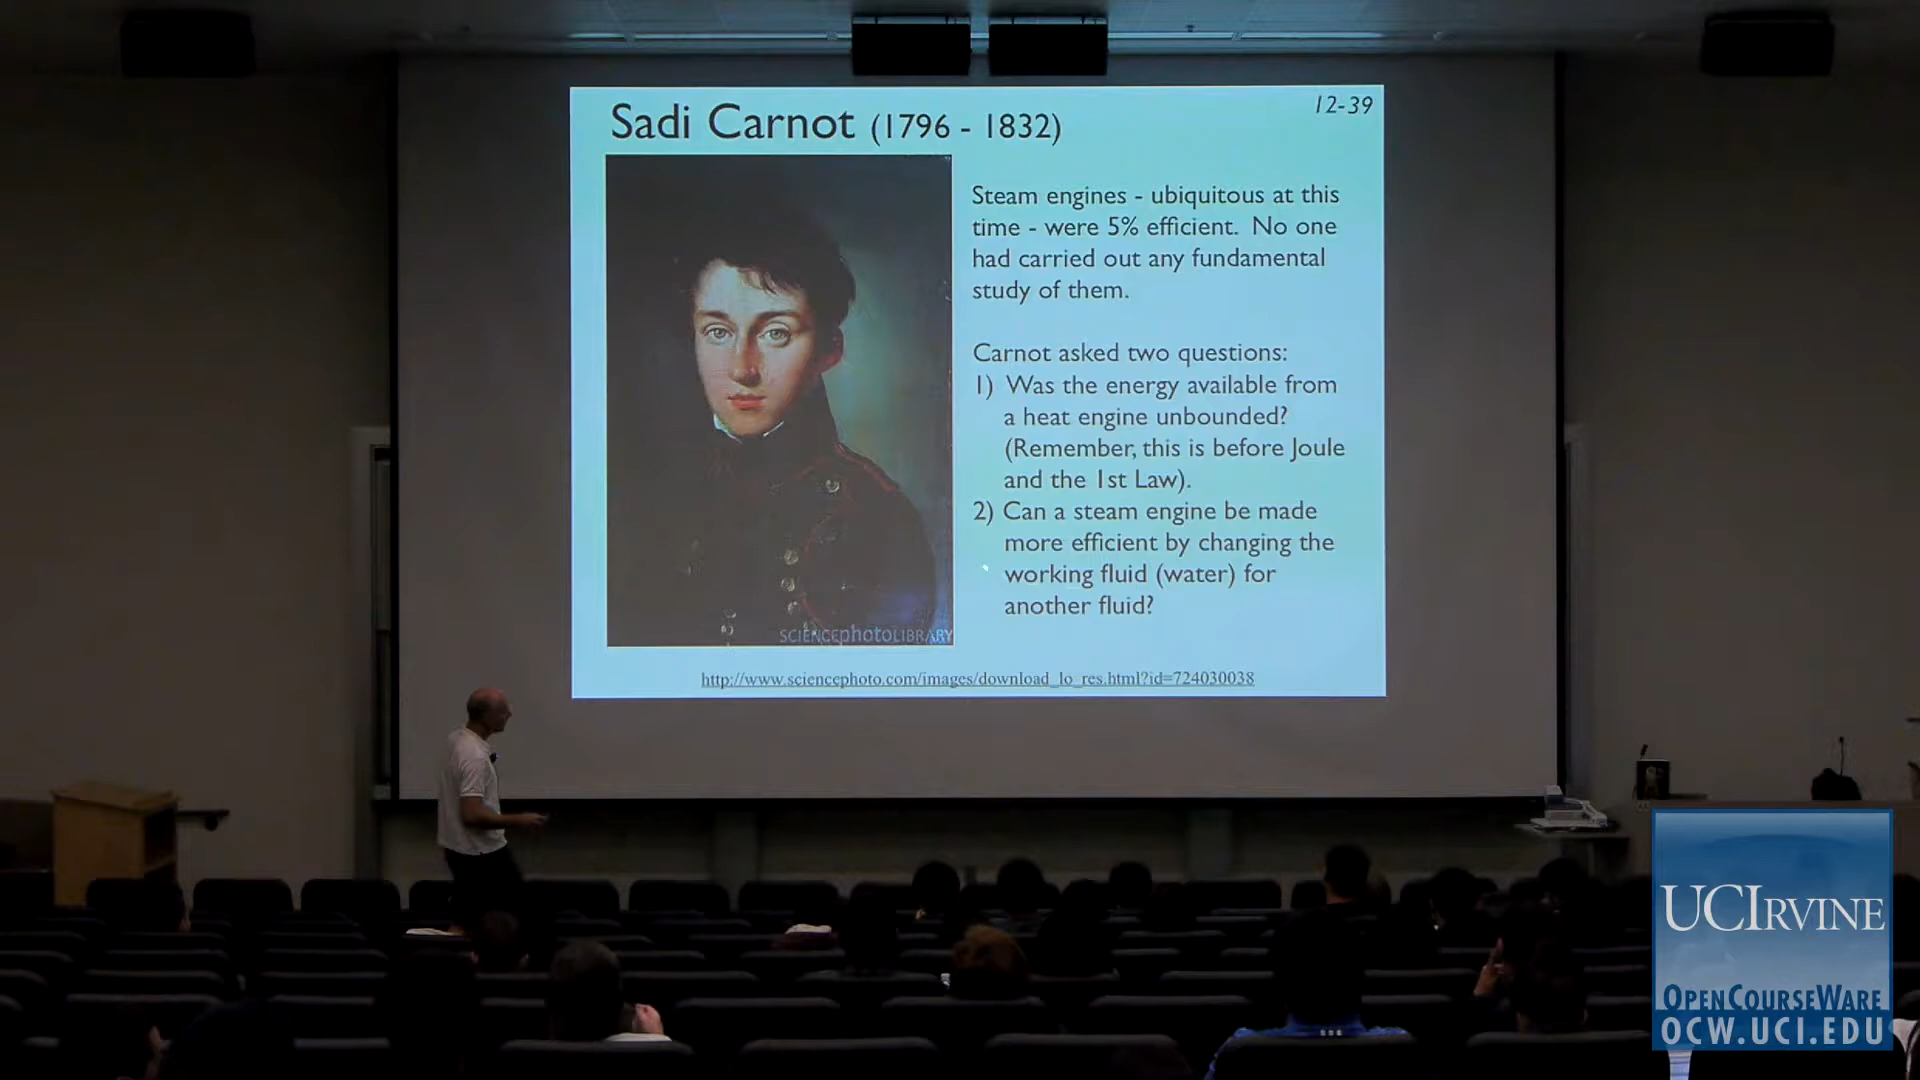 Sadi Carnot (1796 - 1832)
12-39
Steam engines - ubiquitous at this
time - were 5% efficient. No one
had carried out any fundamental
study of them.
Carnot asked two questions:
1) Was the energy available from
a heat engine unbounded?
(Remember, this is before Joule
and the 1st Law).
2) Can a steam engine be made
more efficient by changing the
working fluid (water) for
another fluid?
SCIENCEphotoLIBRARY
http://www.sciencephoto.com/images/download_lo_res.html?id=724030038
UCIRVINE
OPENCOURSEWARE
OCW.UCI.EDU